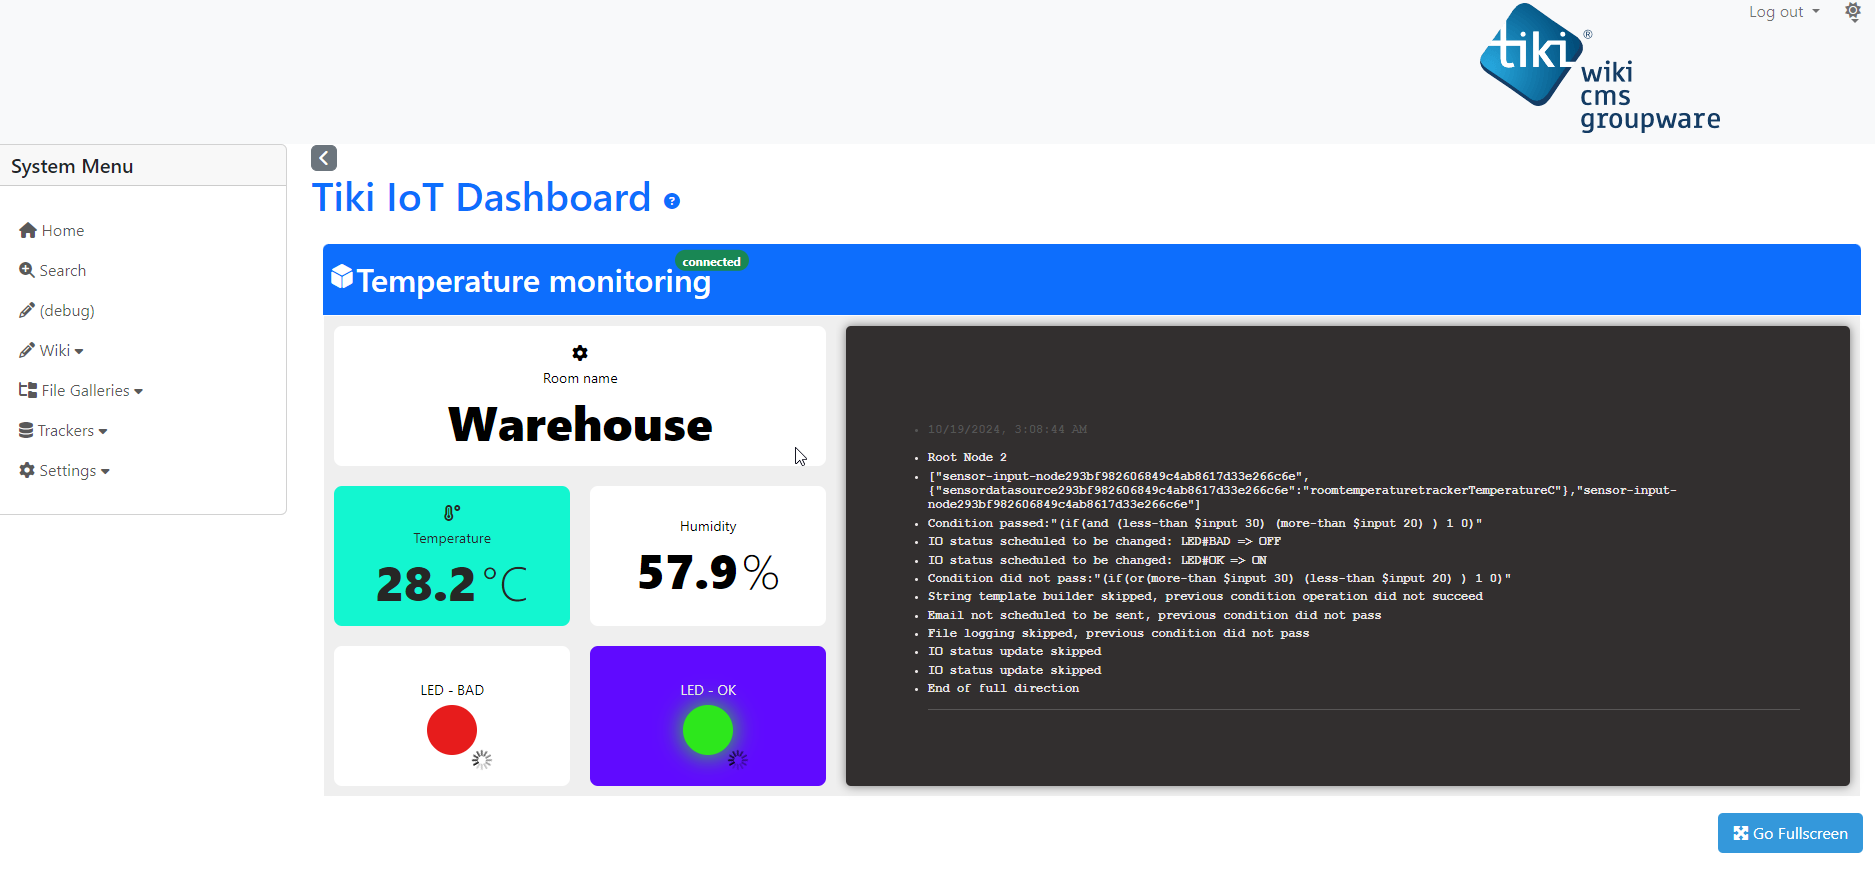 Log out
tiki®
wiki
cms
groupware
System Menu
Home
Search
(debug)
Wiki
File Galleries
Trackers
Settings
Tiki IoT Dashboard
connected
Temperature monitoring
Room name
Warehouse
Temperature
28.2 °C
Humidity
57.9 %
LED - BAD
LED - OK
10/19/2024, 3:08:44 AM
Root Node 2
["sensor-input-node293bf982606849c4ab8617d33e266c6e",
{"sensordatasource293bf982606849c4ab8617d33e266c6e":"roomtemperaturetrackerTemperatureC"},"sensor-input-
node293bf982606849c4ab8617d33e266c6e"]
Condition passed:"(if(and (less-than $input 30) (more-than $input 20) ) 1 0)"
IO status scheduled to be changed: LED#BAD => OFF
IO status scheduled to be changed: LED#OK => ON
Condition did not pass:"(if(or(more-than $input 30) (less-than $input 20) ) 1 0)"
String template builder skipped, previous condition operation did not succeed
Email not scheduled to be sent, previous condition did not pass
File logging skipped, previous condition did not pass
IO status update skipped
IO status update skipped
End of full direction
Go Fullscreen